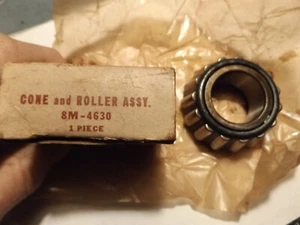 CONE and ROLLER ASSY.
8M-4630
1 PIECE